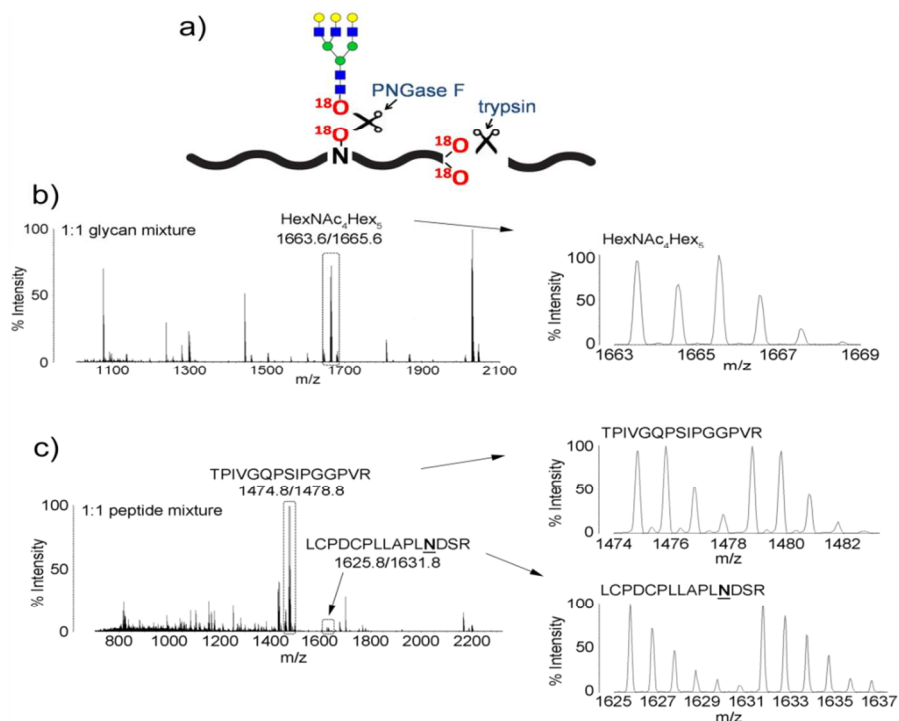 a)
18O
PNGase F
18O
trypsin
N
18O
18O
b)
1:1 glycan mixture
HexNAc4Hex5
1663.6/1665.6
100
50
0
% Intensity
1100
1300
1500
1700
1900
2100
m/z
HexNAc4Hex5
100
50
0
% Intensity
1663
1665
1667
1669
m/z
c)
1:1 peptide mixture
TPIVGQPSIPGGPVR
1474.8/1478.8
LCPDCPLLAPLNDSR
1625.8/1631.8
100
50
0
% Intensity
800
1000
1200
1400
1600
1800
2000
2200
m/z
TPIVGQPSIPGGPVR
100
50
0
% Intensity
1474
1476
1478
1480
1482
m/z
LCPDCPLLAPLNDSR
100
50
0
% Intensity
1625
1627
1629
1631
1633
1635
1637
m/z